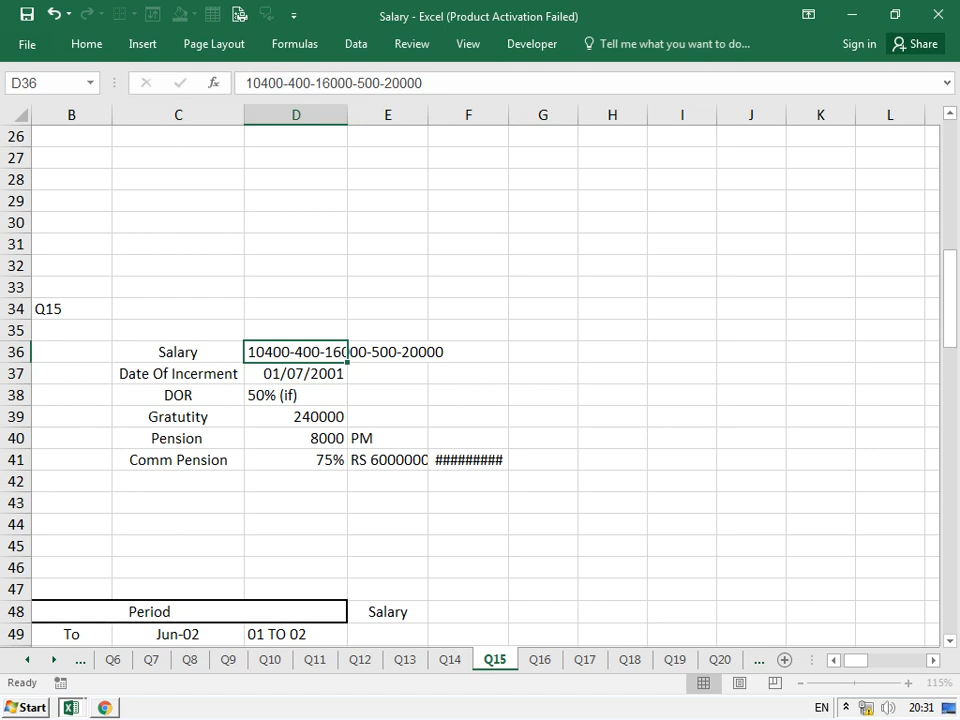 Salary - Excel (Product Activation Failed)
File Home Insert Page Layout Formulas Data Review View Developer Tell me what you want to do... Sign in Share
D36 fx 10400-400-16000-500-20000
B C D E F G H I J K L
26
27
28
29
30
31
32
33
34 Q15
35
36 Salary 10400-400-16000-500-20000
37 Date Of Incerment 01/07/2001
38 DOR 50% (if)
39 Gratutity 240000
40 Pension 8000 PM
41 Comm Pension 75% RS 6000000 #########
42
43
44
45
46
47
48 Period Salary
49 To Jun-02 01 TO 02
... Q6 Q7 Q8 Q9 Q10 Q11 Q12 Q13 Q14 Q15 Q16 Q17 Q18 Q19 Q20 ...
Ready 115%
Start EN 20:31